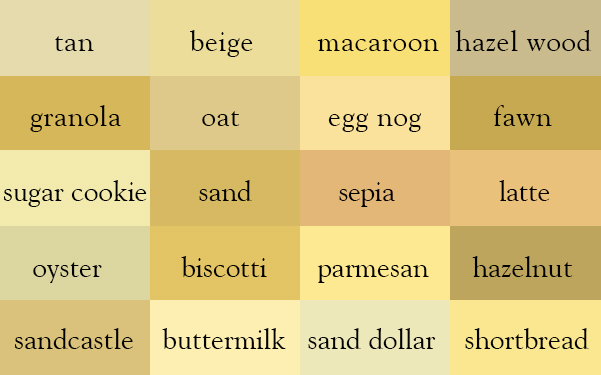 tan beige macaroon hazel wood
granola oat egg nog fawn
sugar cookie sand sepia latte
oyster biscotti parmesan hazelnut
sandcastle buttermilk sand dollar shortbread